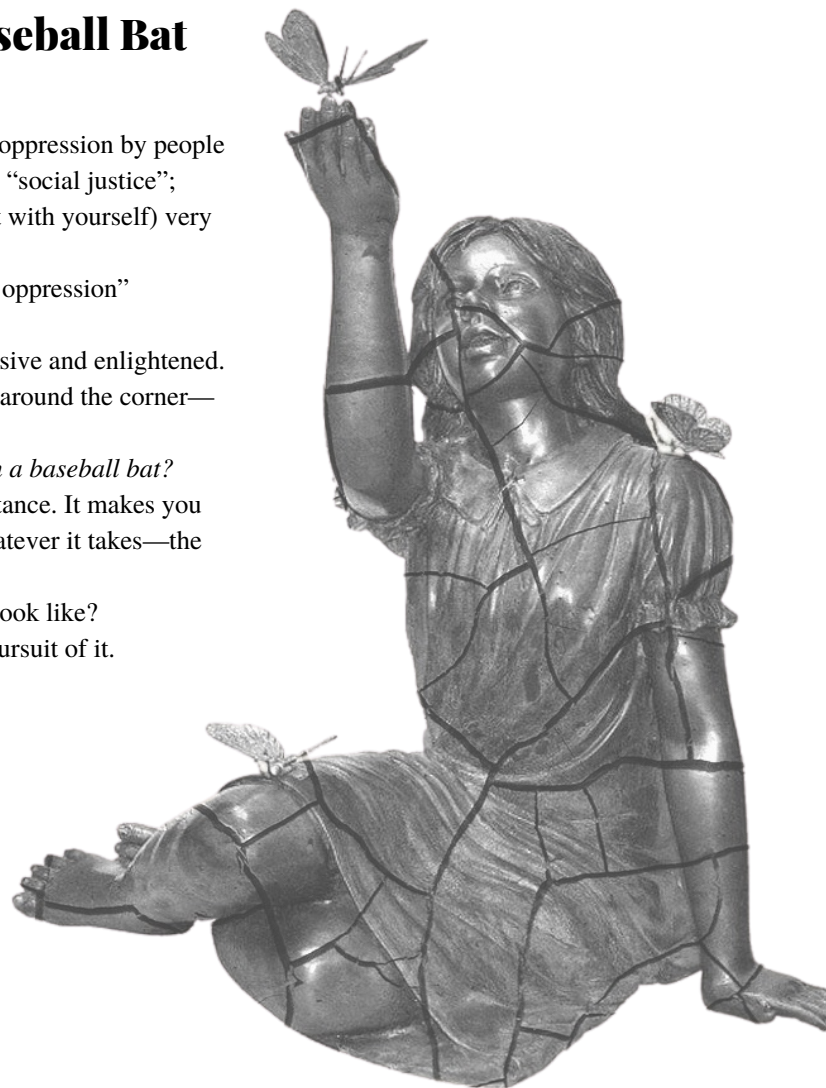 seball Bat
oppression by people
“social justice”;
with yourself) very
oppression”
sive and enlightened.
around the corner—
a baseball bat?
tance. It makes you
atever it takes—the
ook like?
ursuit of it.